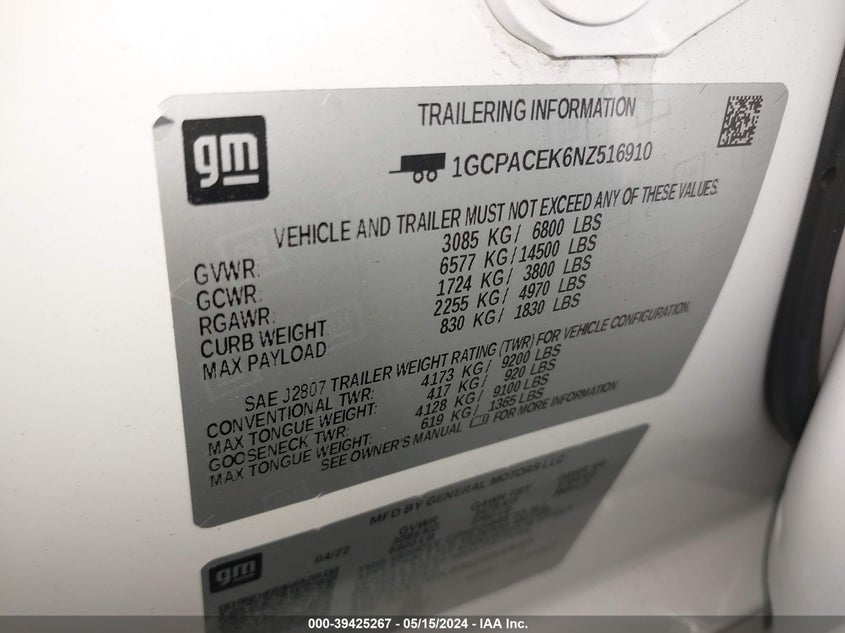 gm
TRAILERING INFORMATION
1GCPACEK6NZ516910
VEHICLE AND TRAILER MUST NOT EXCEED ANY OF THESE VALUES.
GVWR: 3085 KG/ 6800 LBS
GCWR: 6577 KG/14500 LBS
RGAWR: 1724 KG/ 3800 LBS
CURB WEIGHT: 2255 KG/ 4970 LBS
MAX PAYLOAD 830 KG/ 1830 LBS
SAE J2807 TRAILER WEIGHT RATING (TWR) FOR VEHICLE CONFIGURATION.
CONVENTIONAL TWR: 4173 KG/ 9200 LBS
MAX TONGUE WEIGHT: 417 KG/ 920 LBS
GOOSENECK TWR: 4128 KG/ 9100 LBS
MAX TONGUE WEIGHT: 619 KG/ 1365 LBS
SEE OWNER'S MANUAL FOR MORE INFORMATION.
gm
MFD BY GENERAL MOTORS LLC
04/22 GVWR GAWR FRT GAWR RR
000-39425267 - 05/15/2024 - IAA Inc.